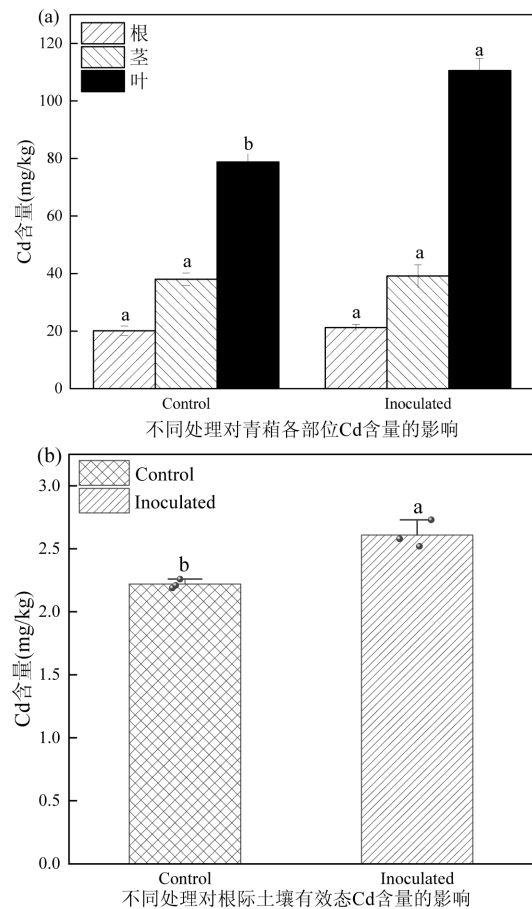 (a)
根
茎
叶
120
100
80
60
40
20
0
Cd含量(mg/kg)
a
a
b
a
a
a
Control
Inoculated
不同处理对青葙各部位Cd含量的影响
(b)
Control
Inoculated
3.0
2.5
2.0
1.5
1.0
0.5
0.0
Cd含量(mg/kg)
b
a
Control
Inoculated
不同处理对根际土壤有效态Cd含量的影响